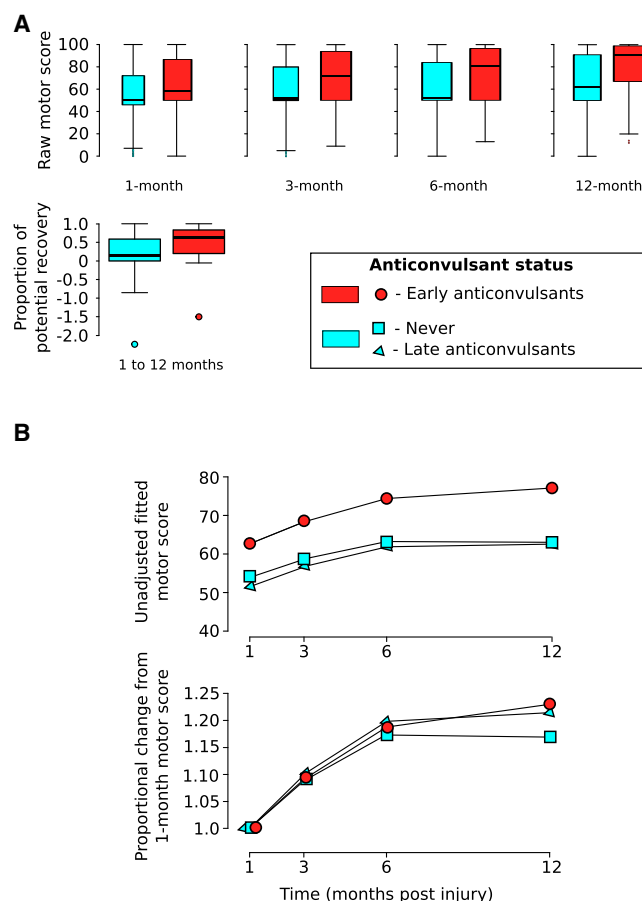 A
Raw motor score
100
80
60
40
20
0
1-month
3-month
6-month
12-month
Proportion of
potential recovery
1.0
0.5
0
-0.5
-1.0
-1.5
-2.0
1 to 12 months
Anticonvulsant status
- Early anticonvulsants
- Never
- Late anticonvulsants
B
Unadjusted fitted
motor score
80
70
60
50
40
1
3
6
12
Proportional change from
1-month motor score
1.25
1.20
1.15
1.10
1.05
1.0
1
3
6
12
Time (months post injury)